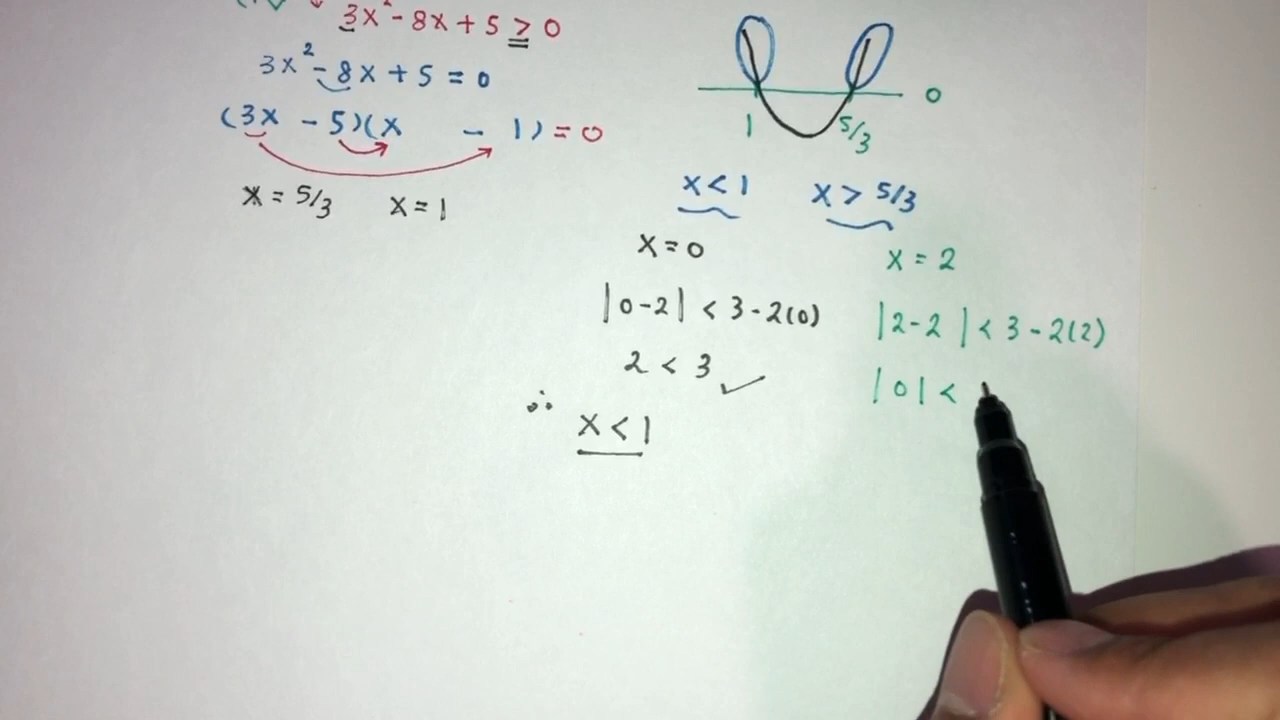 3x² - 8x + 5 ≥ 0
3x² - 8x + 5 = 0
(3x - 5)(x - 1) = 0
x = 5/3 x = 1
0
1 5/3
x < 1 x > 5/3
x = 0
|0-2| < 3-2(0)
2 < 3 ✓
∴ x < 1
x = 2
|2-2| < 3-2(2)
|0| <